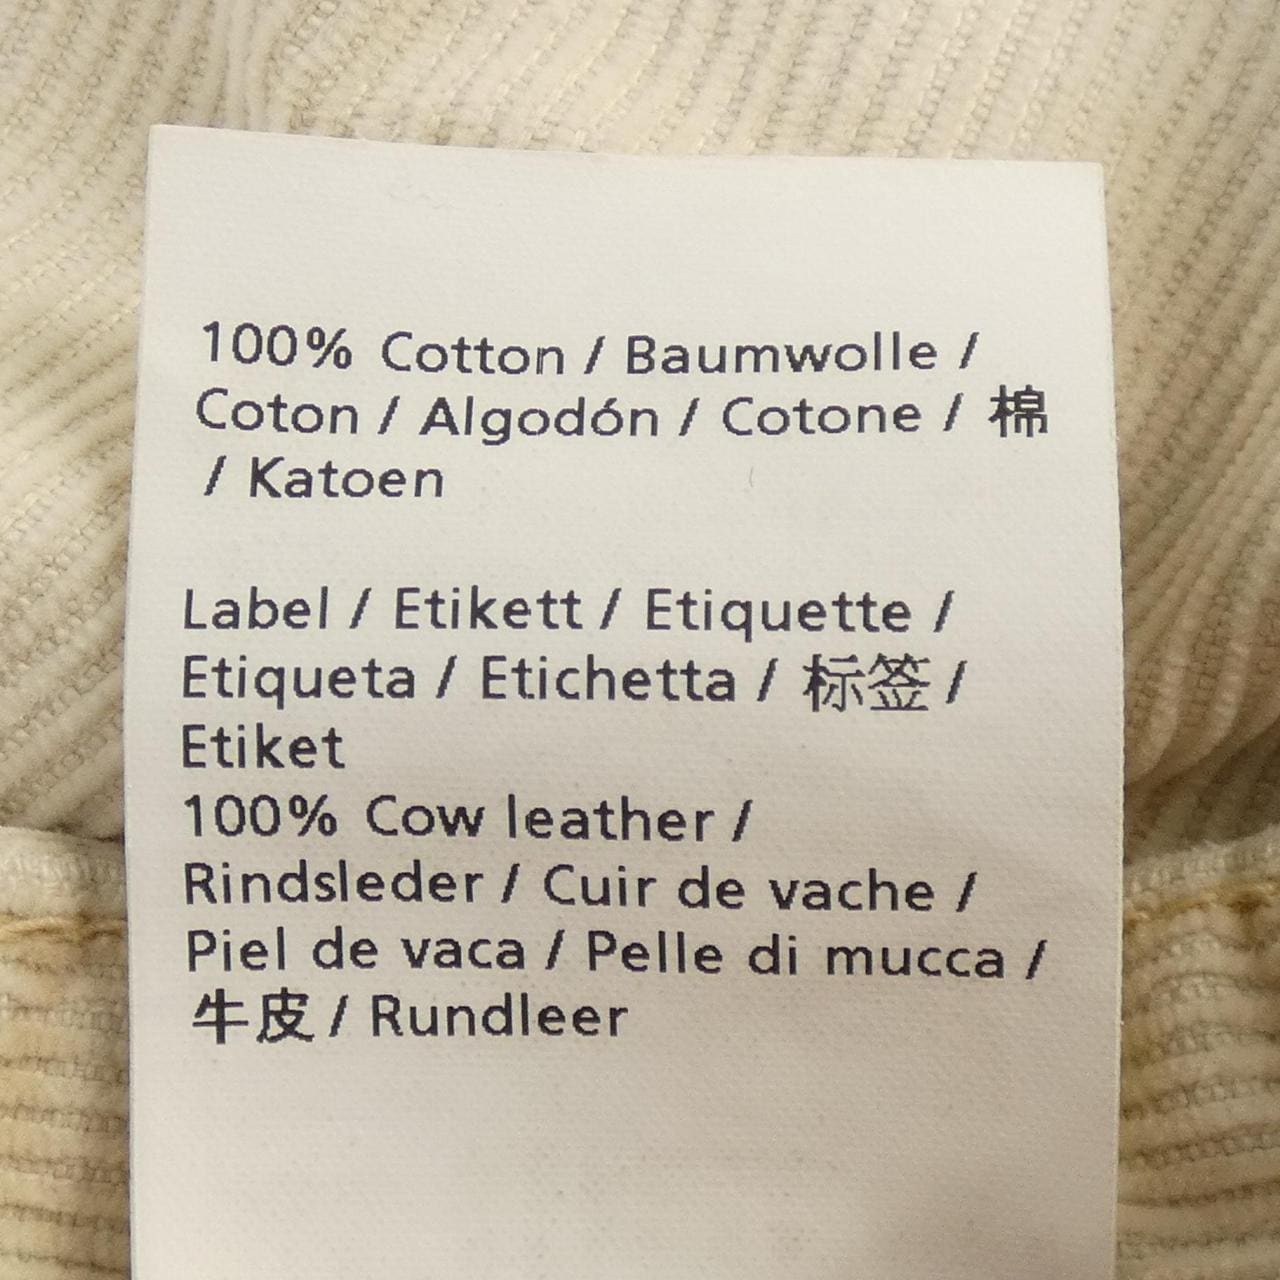 100% Cotton / Baumwolle /
Coton / Algodón / Cotone / 棉
/ Katoen
Label / Etikett / Etiquette /
Etiqueta / Etichetta / 标签 /
Etiket
100% Cow leather /
Rindsleder / Cuir de vache /
Piel de vaca / Pelle di mucca /
牛皮 / Rundleer